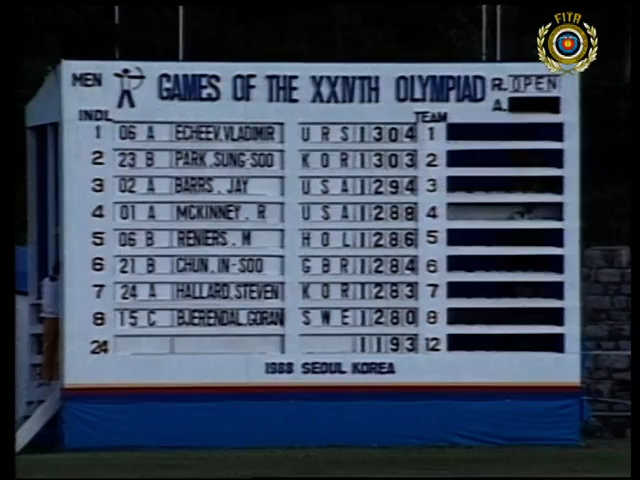 FITA
MEN GAMES OF THE XXIVTH OLYMPIAD R. OPEN
A.
INDL TEAM
1 06 A ECHEEV,VLADIMIR URS 1304 1
2 23 B PARK,SUNG-SOO KOR 1303 2
3 02 A BARRS, JAY USA 1294 3
4 01 A MCKINNEY, R USA 1288 4
5 06 B RENIERS, M HOL 1286 5
6 21 B CHUN, IN-SOO GBR 1284 6
7 24 A HALLARD,STEVEN KOR 1283 7
8 15 C BJERENDAL,GORAN SWE 1280 8
24 1193 12
1988 SEOUL KOREA